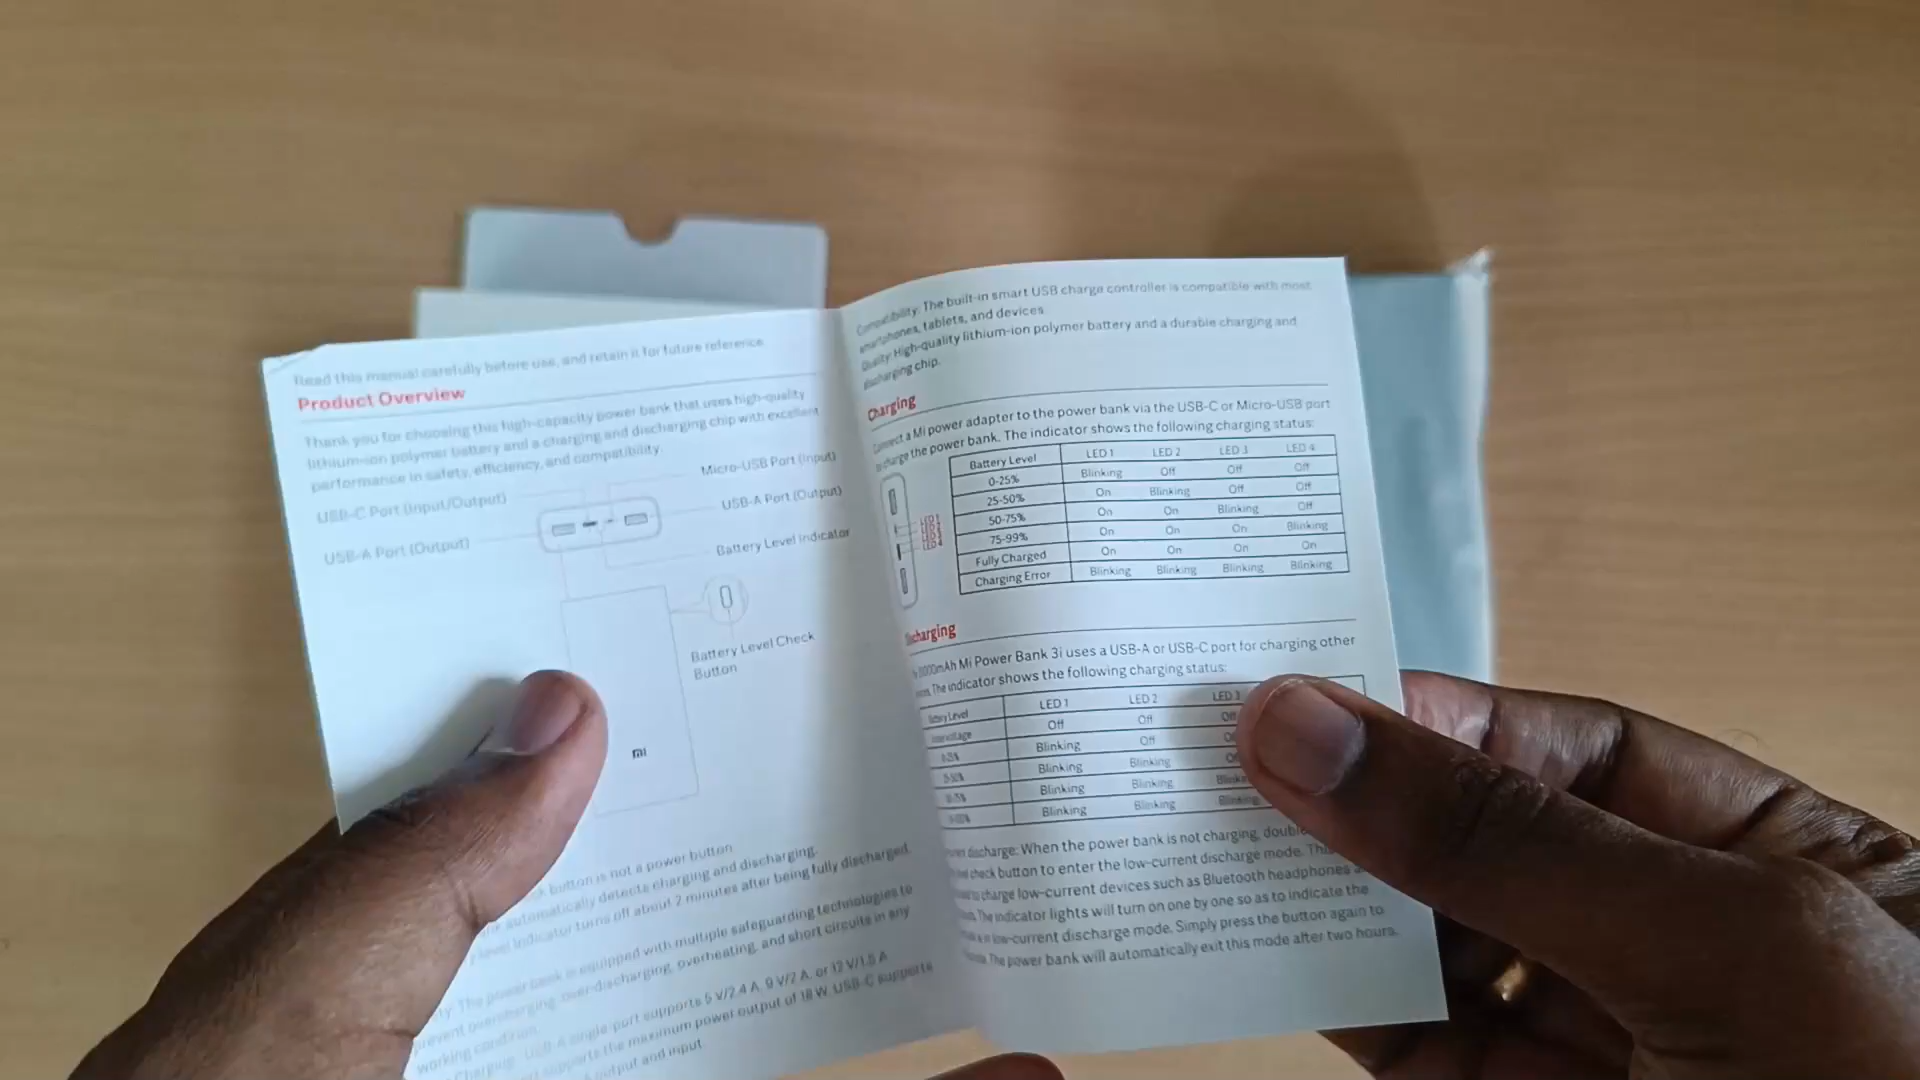 Read this manual carefully before use, and retain it for future reference
Product Overview
Thank you for choosing this high-capacity power bank that uses high-quality
lithium-ion polymer battery and a charging and discharging chip with excellent
performance in safety, efficiency, and compatibility.
Micro-USB Port (Input)
USB-C Port (Input/Output)
USB-A Port (Output)
USB-A Port (Output)
Battery Level Indicator
Battery Level Check
Button
mi
button is not a power button
automatically detects charging and discharging.
level indicator turns off about 2 minutes after being fully discharged.
The power bank is equipped with multiple safeguarding technologies to
prevent overcharging, over-discharging, overheating, and short circuits in any
working condition.
Charging: USB-A single-port supports 5 V/2.4 A, 9 V/2 A, or 12 V/1.5 A
supports the maximum power output of 18 W. USB-C supports
output and input
Compatibility: The built-in smart USB charge controller is compatible with most
smartphones, tablets, and devices
Quality: High-quality lithium-ion polymer battery and a durable charging and
discharging chip.
Charging
Connect a Mi power adapter to the power bank via the USB-C or Micro-USB port
to charge the power bank. The indicator shows the following charging status:
LED 1
LED 2
LED 3
LED 4
Battery Level LED 1 LED 2 LED 3 LED 4
0-25% Blinking Off Off Off
25-50% On Blinking Off Off
50-75% On On Blinking Off
75-99% On On On Blinking
Fully Charged On On On On
Charging Error Blinking Blinking Blinking Blinking
Discharging
Mi Power Bank 3i uses a USB-A or USB-C port for charging other
The indicator shows the following charging status:
Level LED 1 LED 2 LED 3
Off Off Off
Blinking Off
Blinking Blinking
Blinking Blinking
Blinking Blinking Blinking
discharge: When the power bank is not charging, double
check button to enter the low-current discharge mode.
to charge low-current devices such as Bluetooth headphones
The indicator lights will turn on one by one so as to indicate the
low-current discharge mode. Simply press the button again to
The power bank will automatically exit this mode after two hours.